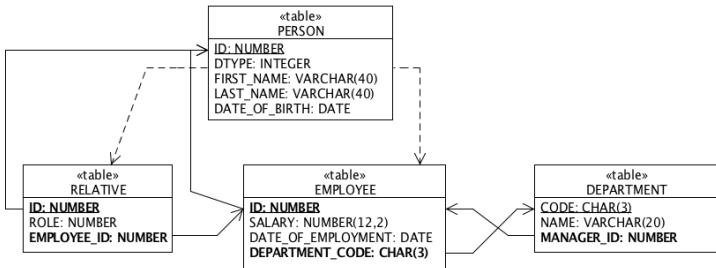 «table»
PERSON
ID: NUMBER
DTYPE: INTEGER
FIRST_NAME: VARCHAR(40)
LAST_NAME: VARCHAR(40)
DATE_OF_BIRTH: DATE
«table»
RELATIVE
ID: NUMBER
ROLE: NUMBER
EMPLOYEE_ID: NUMBER
«table»
EMPLOYEE
ID: NUMBER
SALARY: NUMBER(12,2)
DATE_OF_EMPLOYMENT: DATE
DEPARTMENT_CODE: CHAR(3)
«table»
DEPARTMENT
CODE: CHAR(3)
NAME: VARCHAR(20)
MANAGER_ID: NUMBER